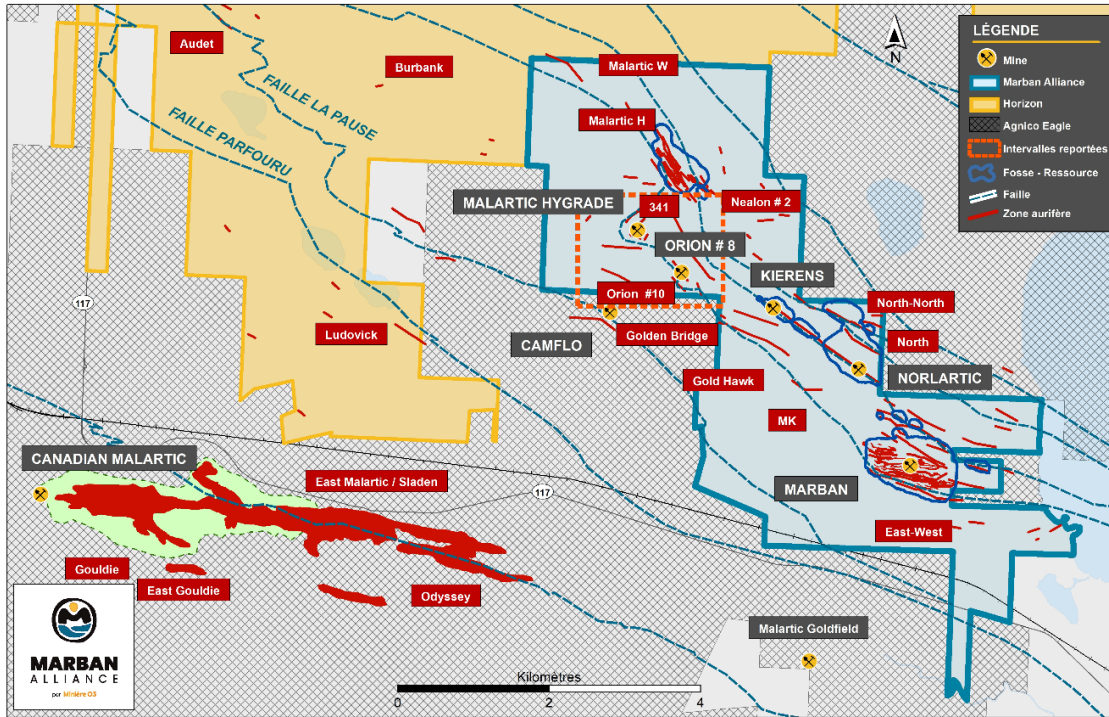 Audet
Burbank
Malartic W
FAILLE LA PAUSE
FAILLE PARFOURU
Malartic H
MALARTIC HYGRADE
341
Nealon # 2
ORION # 8
KIERENS
Orion #10
North-North
Ludovick
CAMFLO
Golden Bridge
North
NORLARTIC
Gold Hawk
MK
117
CANADIAN MALARTIC
East Malartic / Sladen
117
MARBAN
East-West
Gouldie
East Gouldie
Odyssey
Malartic Goldfield
Kilomètres
0
2
4
N
LÉGENDE
Mine
Marban Alliance
Horizon
Agnico Eagle
Intervalles reportées
Fosse - Ressource
Faille
Zone aurifère
MARBAN
ALLIANCE
par Minière O3